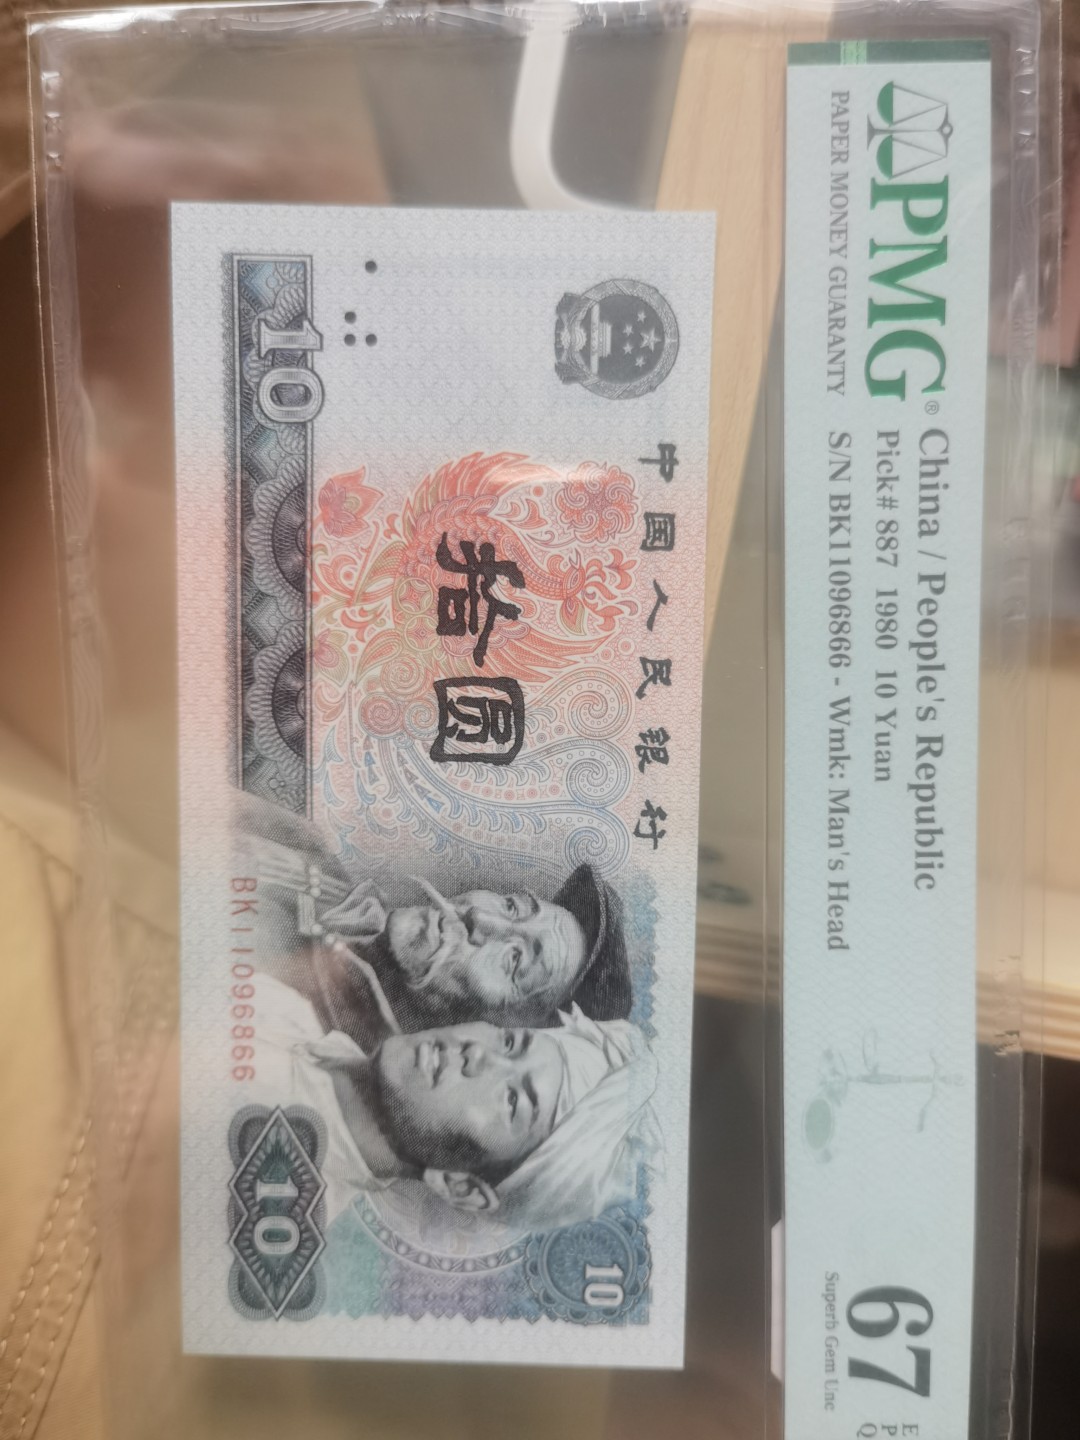 PMG®
PAPER MONEY GUARANTY
China / People's Republic
Pick# 887 1980 10 Yuan
S/N BK11096866 - Wmk: Man's Head
67
EPQ
Superb Gem Unc
中国人民银行
拾圆
10
BK11096866
10
10